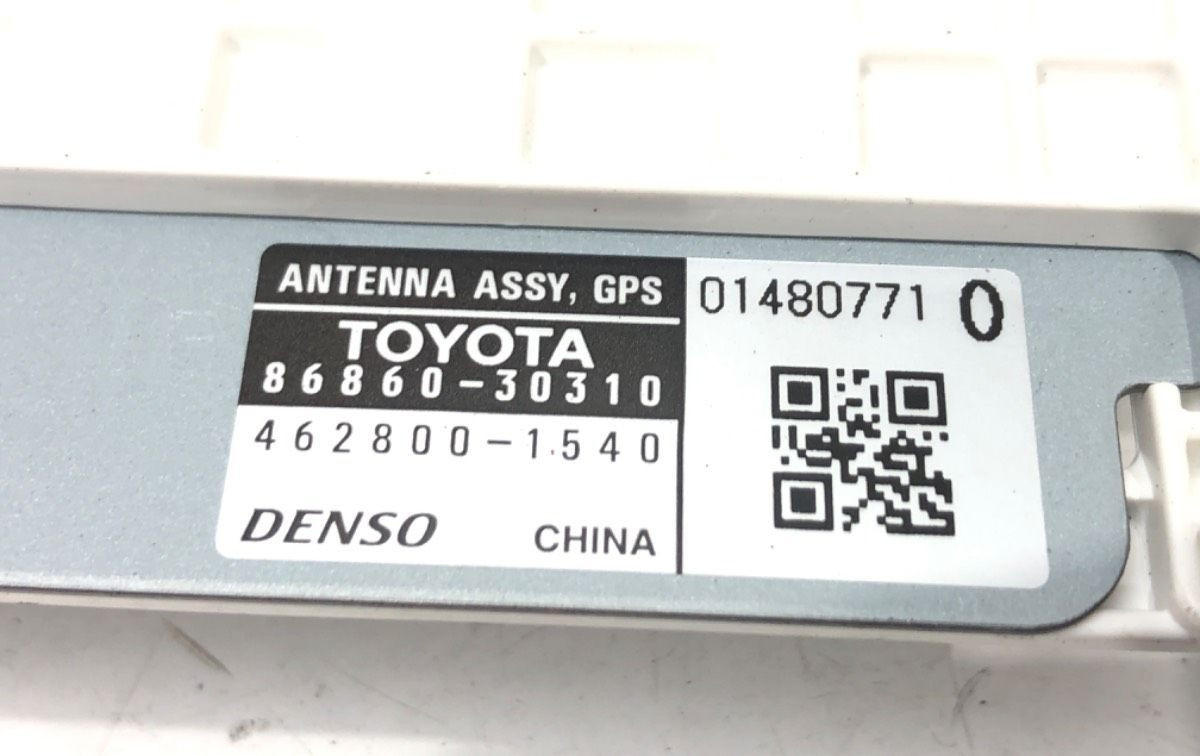 ANTENNA ASSY, GPS
TOYOTA
86860-30310
462800-1540
DENSO CHINA
01480771 0